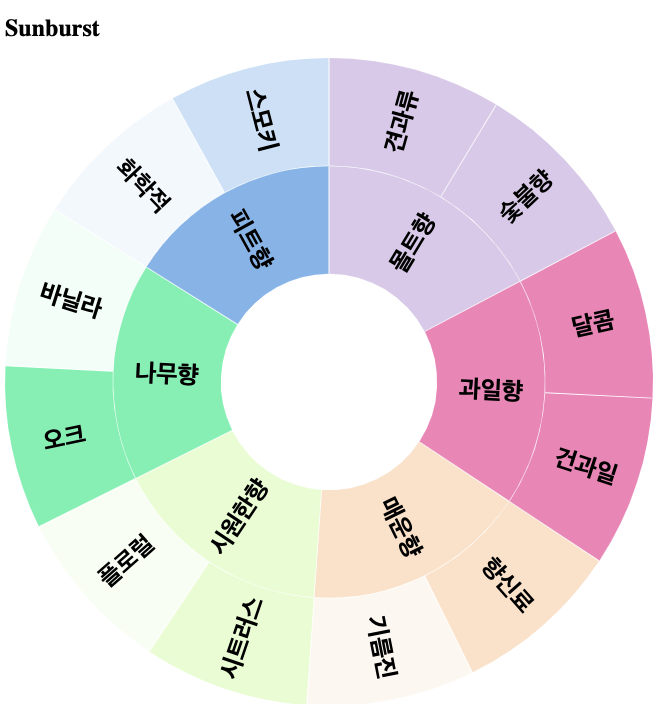 Sunburst
견과류
숯불향
몰트향
달콤
건과일
과일향
향신료
기름진
매운향
시트러스
플로럴
시원한향
오크
바닐라
나무향
화학적
스모키
피트향